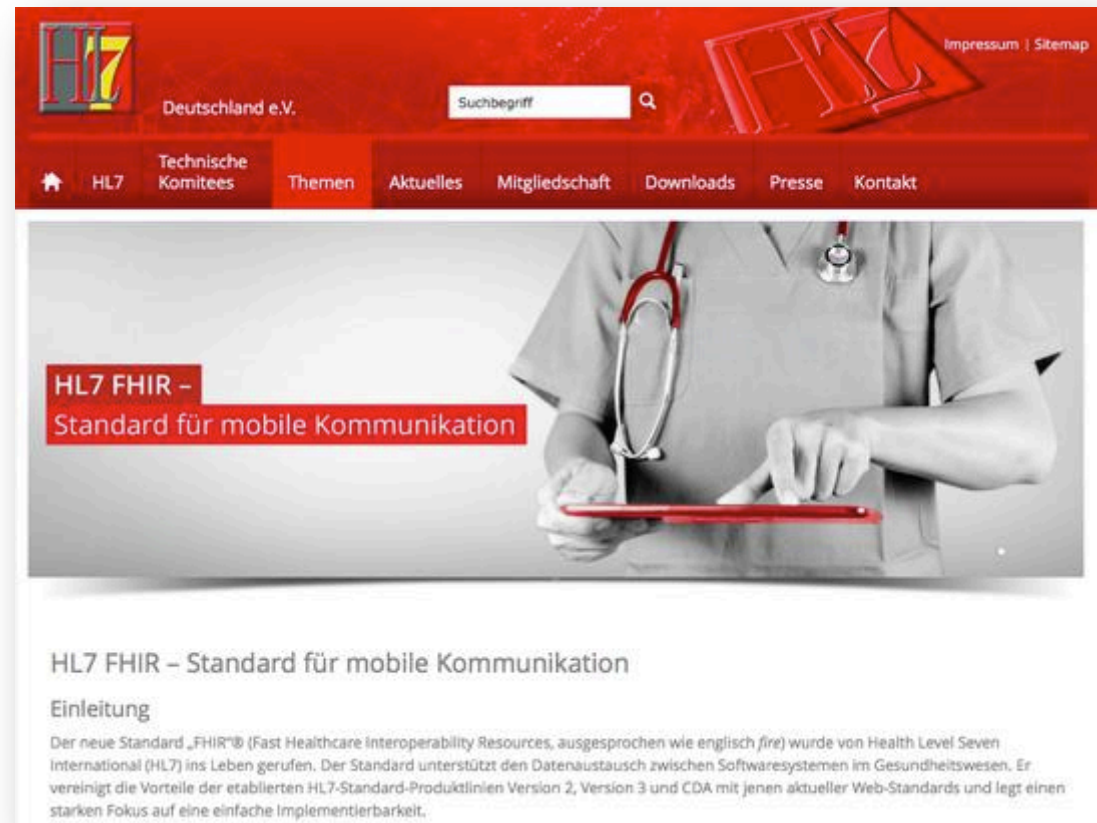 HL7
HL7
Impressum | Sitemap
Deutschland e.V.
Suchbegriff
HL7
Technische
Komitees
Themen
Aktuelles
Mitgliedschaft
Downloads
Presse
Kontakt
HL7 FHIR –
Standard für mobile Kommunikation
HL7 FHIR – Standard für mobile Kommunikation
Einleitung
Der neue Standard „FHIR“® (Fast Healthcare Interoperability Resources, ausgesprochen wie englisch fire) wurde von Health Level Seven
International (HL7) ins Leben gerufen. Der Standard unterstützt den Datenaustausch zwischen Softwaresystemen im Gesundheitswesen. Er
vereinigt die Vorteile der etablierten HL7-Standard-Produktlinien Version 2, Version 3 und CDA mit jenen aktueller Web-Standards und legt einen
starken Fokus auf eine einfache Implementierbarkeit.